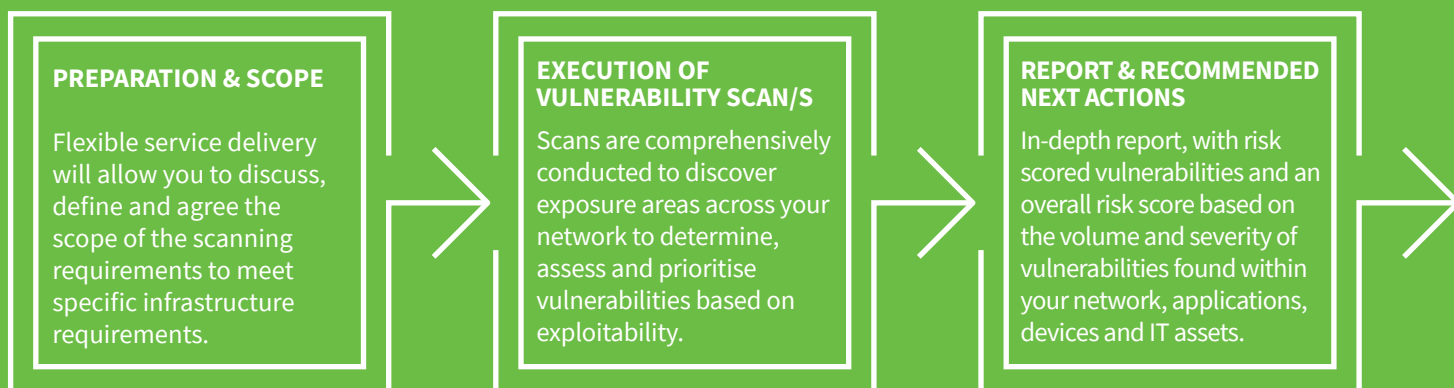 PREPARATION & SCOPE
Flexible service delivery
will allow you to discuss,
define and agree the
scope of the scanning
requirements to meet
specific infrastructure
requirements.
EXECUTION OF
VULNERABILITY SCAN/S
Scans are comprehensively
conducted to discover
exposure areas across your
network to determine,
assess and prioritise
vulnerabilities based on
exploitability.
REPORT & RECOMMENDED
NEXT ACTIONS
In-depth report, with risk
scored vulnerabilities and an
overall risk score based on
the volume and severity of
vulnerabilities found within
your network, applications,
devices and IT assets.